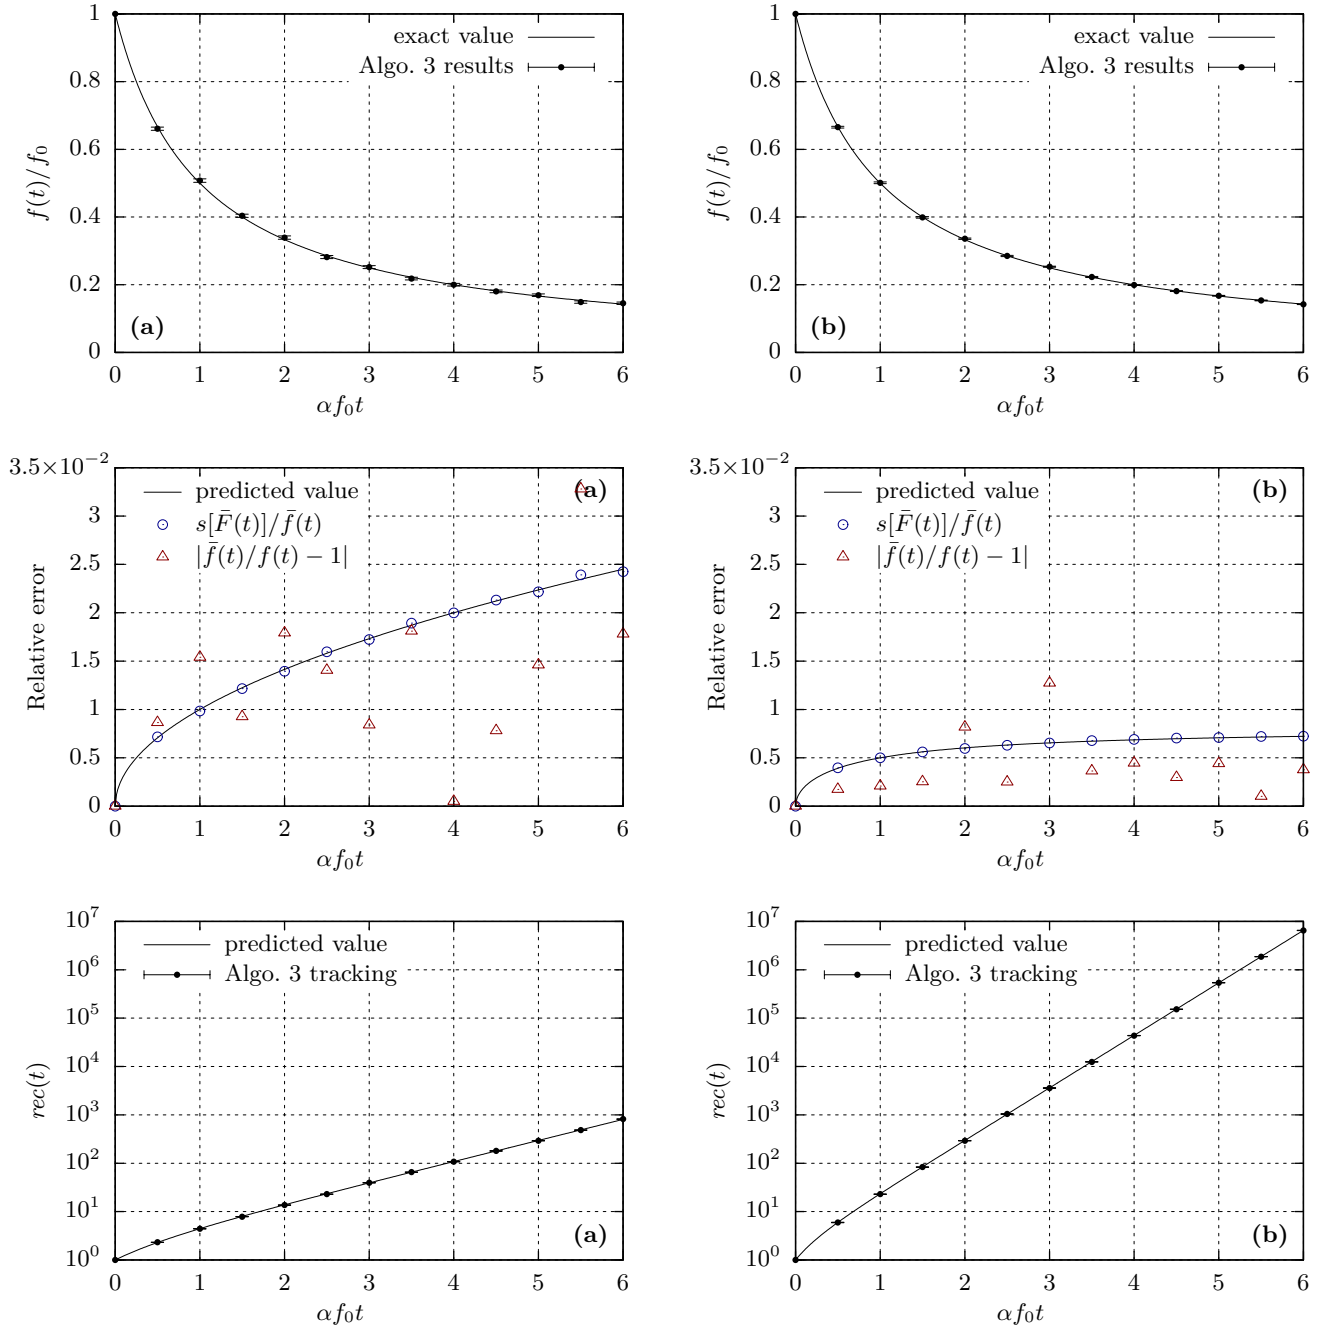 1
0.8
0.6
0.4
0.2
0
f(t)/f₀
exact value
Algo. 3 results
(a)
0 1 2 3 4 5 6
αf₀t
1
0.8
0.6
0.4
0.2
0
f(t)/f₀
exact value
Algo. 3 results
(b)
0 1 2 3 4 5 6
αf₀t
3.5×10⁻²
3
2.5
2
1.5
1
0.5
0
Relative error
predicted value
s[F̄(t)]/f̄(t)
|f̄(t)/f(t) − 1|
(a)
0 1 2 3 4 5 6
αf₀t
3.5×10⁻²
3
2.5
2
1.5
1
0.5
0
Relative error
predicted value
s[F̄(t)]/f̄(t)
|f̄(t)/f(t) − 1|
(b)
0 1 2 3 4 5 6
αf₀t
10⁷
10⁶
10⁵
10⁴
10³
10²
10¹
10⁰
rec(t)
predicted value
Algo. 3 tracking
(a)
0 1 2 3 4 5 6
αf₀t
10⁷
10⁶
10⁵
10⁴
10³
10²
10¹
10⁰
rec(t)
predicted value
Algo. 3 tracking
(b)
0 1 2 3 4 5 6
αf₀t